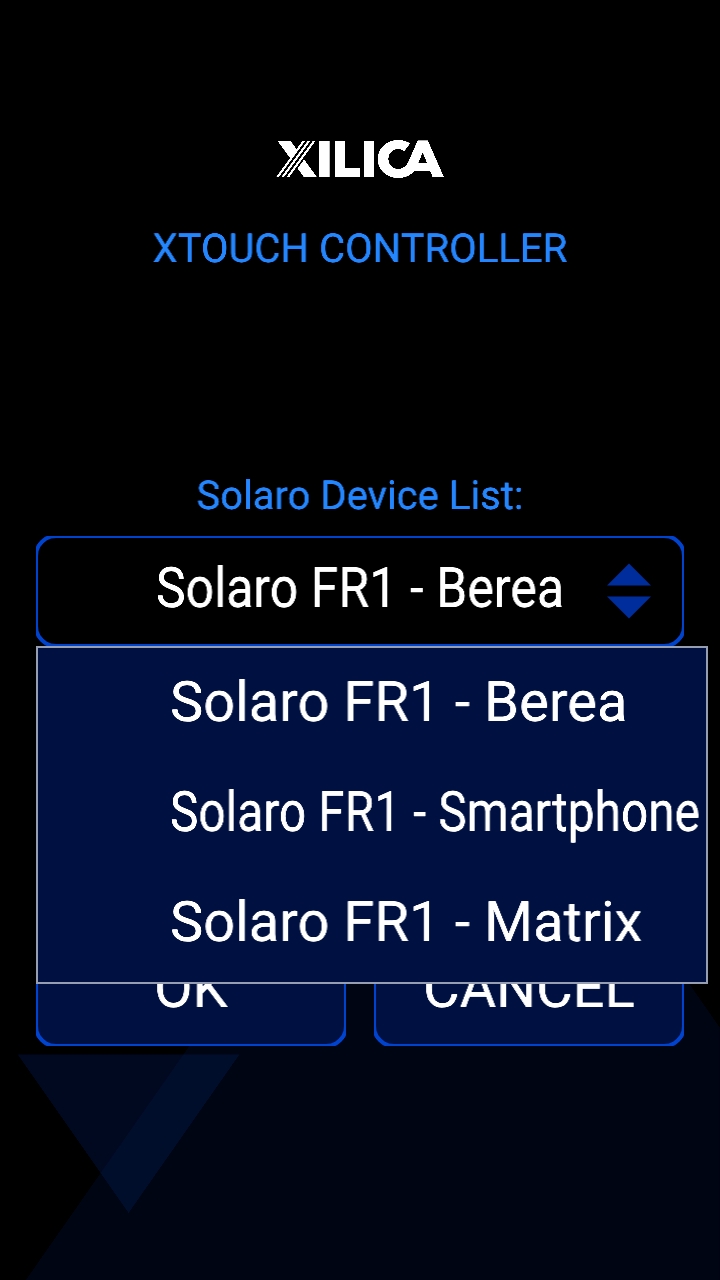 XILICA
XTOUCH CONTROLLER
Solaro Device List:
Solaro FR1 - Berea
Solaro FR1 - Berea
Solaro FR1 - Smartphone
Solaro FR1 - Matrix
OK
CANCEL